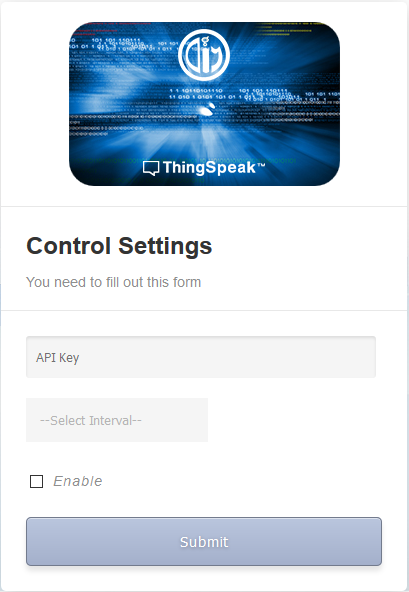 ThingSpeak™
Control Settings
You need to fill out this form
API Key
--Select Interval--
Enable
Submit